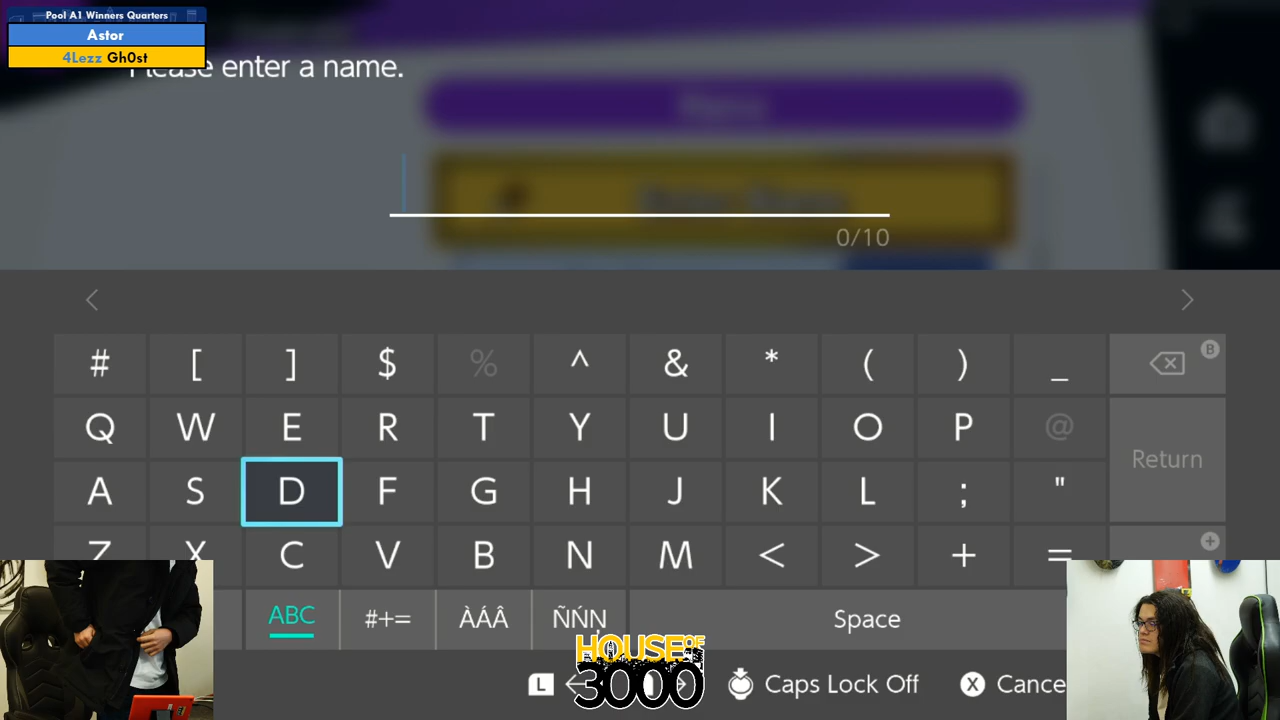 Pool A1 Winners Quarters
Astor
4Lezz Gh0st
Please enter a name.
0/10
# [ ] $ % ^ & * ( ) _
B
Q W E R T Y U I O P @
Return
A S D F G H J K L ; "
Z X C V B N M < > + =
+
ABC #+= ÀÁÂ ÑŃŅ Space
HOUSE OF
3000
L
Caps Lock Off
X Cance